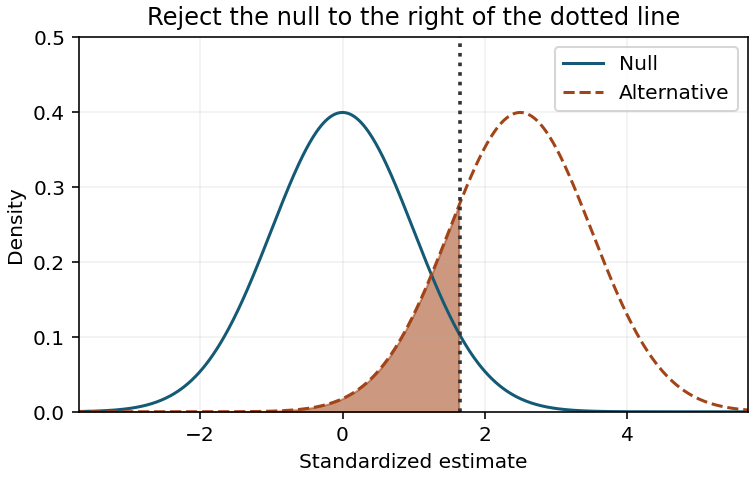 Reject the null to the right of the dotted line
Null
Alternative
0.5
0.4
0.3
0.2
0.1
0.0
Density
−2
0
2
4
Standardized estimate